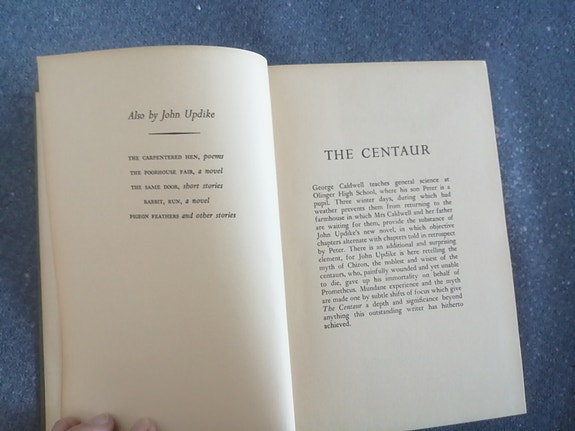 Also by John Updike
THE CARPENTERED HEN, poems
THE POORHOUSE FAIR, a novel
THE SAME DOOR, short stories
RABBIT, RUN, a novel
PIGEON FEATHERS and other stories
THE CENTAUR
George Caldwell teaches general science at
Olinger High School, where his son Peter is a
pupil. Three winter days, during which bad
weather prevents them from returning to the
farmhouse in which Mrs Caldwell and her father
are waiting for them, provide the substance of
John Updike's new novel, in which objective
chapters alternate with chapters told in retrospect
by Peter. There is an additional and surprising
element, for John Updike is here retelling the
myth of Chiron, the noblest and wisest of the
centaurs, who, painfully wounded and yet unable
to die, gave up his immortality on behalf of
Prometheus. Mundane experience and the myth
are made one by subtle shifts of focus which give
The Centaur a depth and significance beyond
anything this outstanding writer has hitherto
achieved.